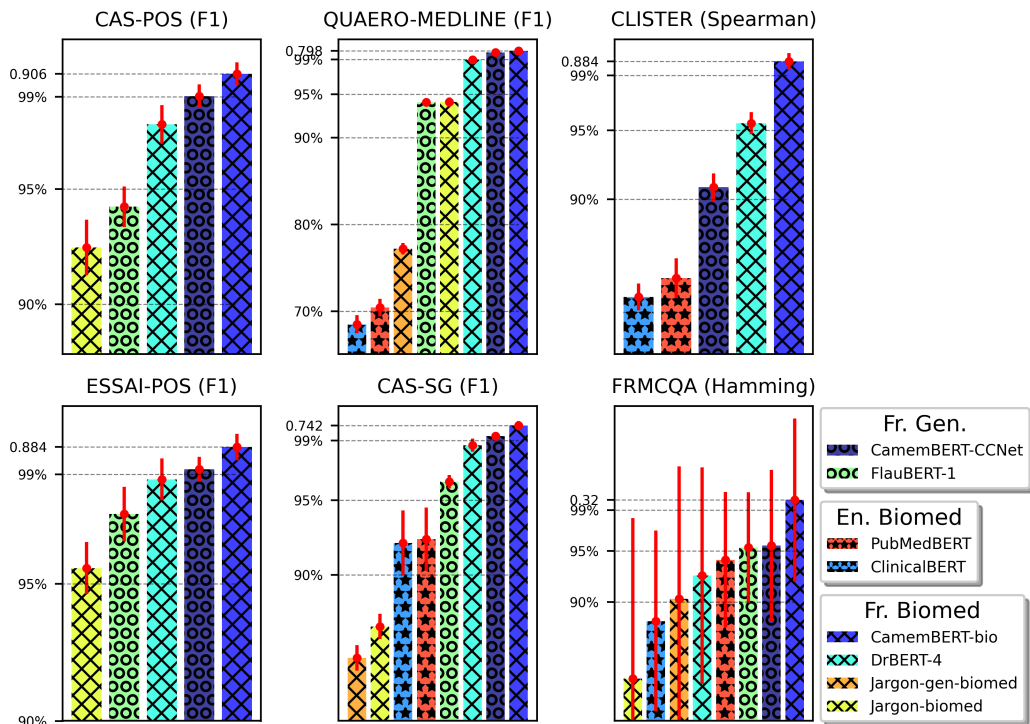 CAS-POS (F1)
0.906
99%
95%
90%
QUAERO-MEDLINE (F1)
0.798
99%
95%
90%
80%
70%
CLISTER (Spearman)
0.884
99%
95%
90%
ESSAI-POS (F1)
0.884
99%
95%
90%
CAS-SG (F1)
0.742
99%
95%
90%
FRMCQA (Hamming)
0.32
99%
95%
90%
Fr. Gen.
CamemBERT-CCNet
FlauBERT-1
En. Biomed
PubMedBERT
ClinicalBERT
Fr. Biomed
CamemBERT-bio
DrBERT-4
Jargon-gen-biomed
Jargon-biomed